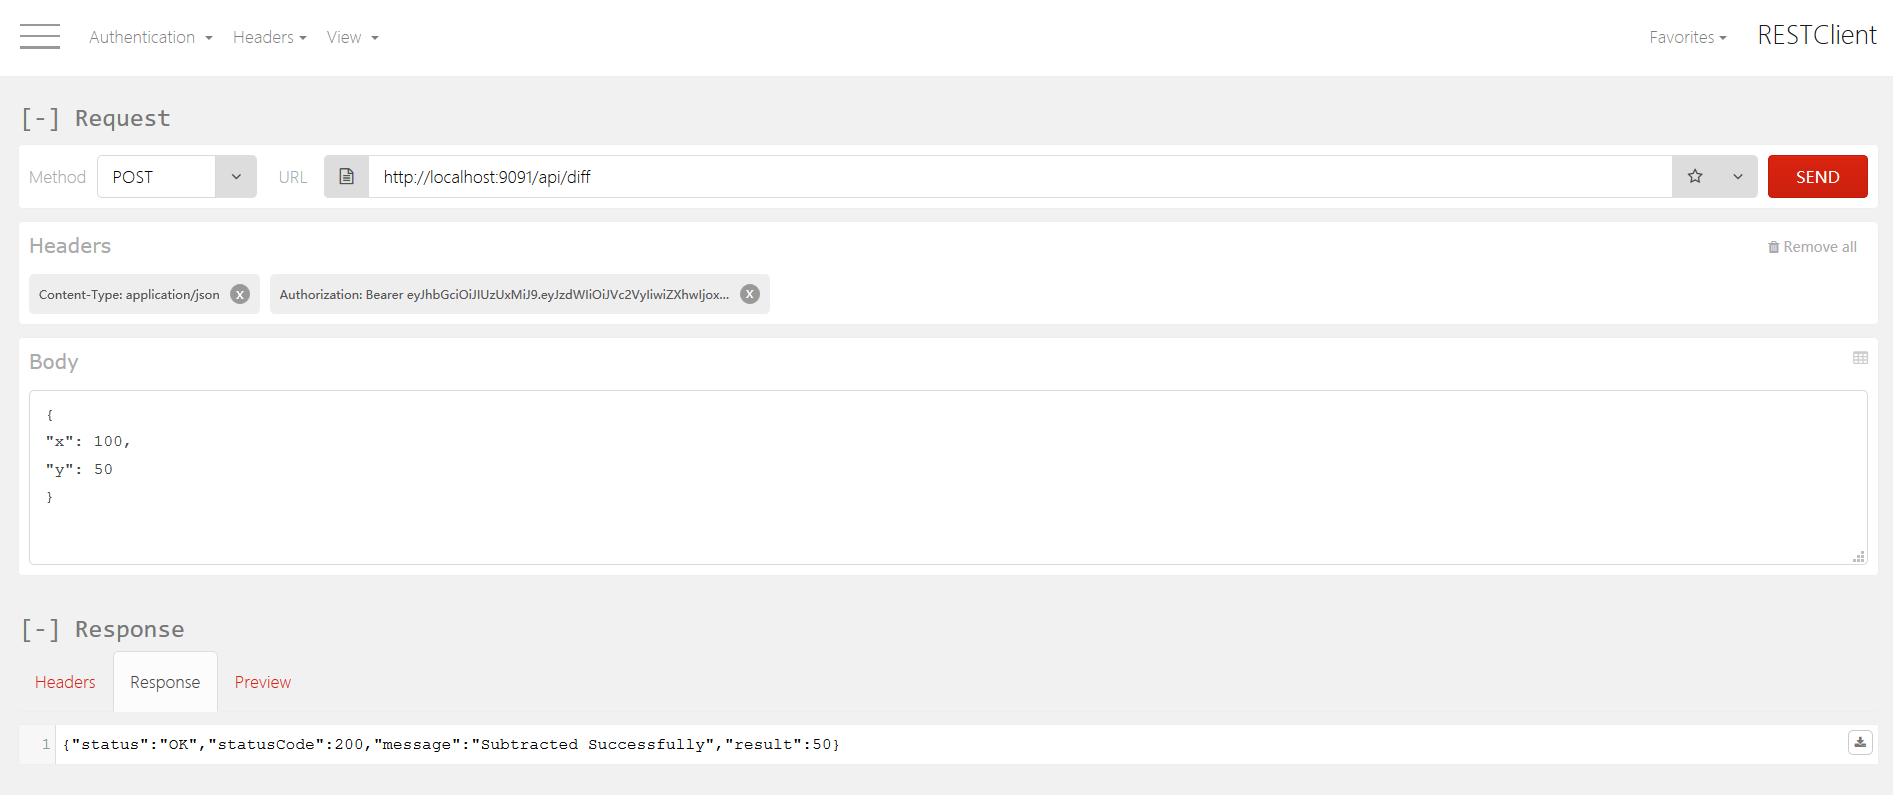 Authentication Headers View Favorites RESTClient
[-] Request
Method POST URL http://localhost:9091/api/diff SEND
Headers Remove all
Content-Type: application/json x Authorization: Bearer eyJhbGciOiJIUzUxMiJ9.eyJzdWIiOiJVc2VyIiwiZXhwIjox... x
Body
{
"x": 100,
"y": 50
}
[-] Response
Headers Response Preview
1 {"status":"OK","statusCode":200,"message":"Subtracted Successfully","result":50}